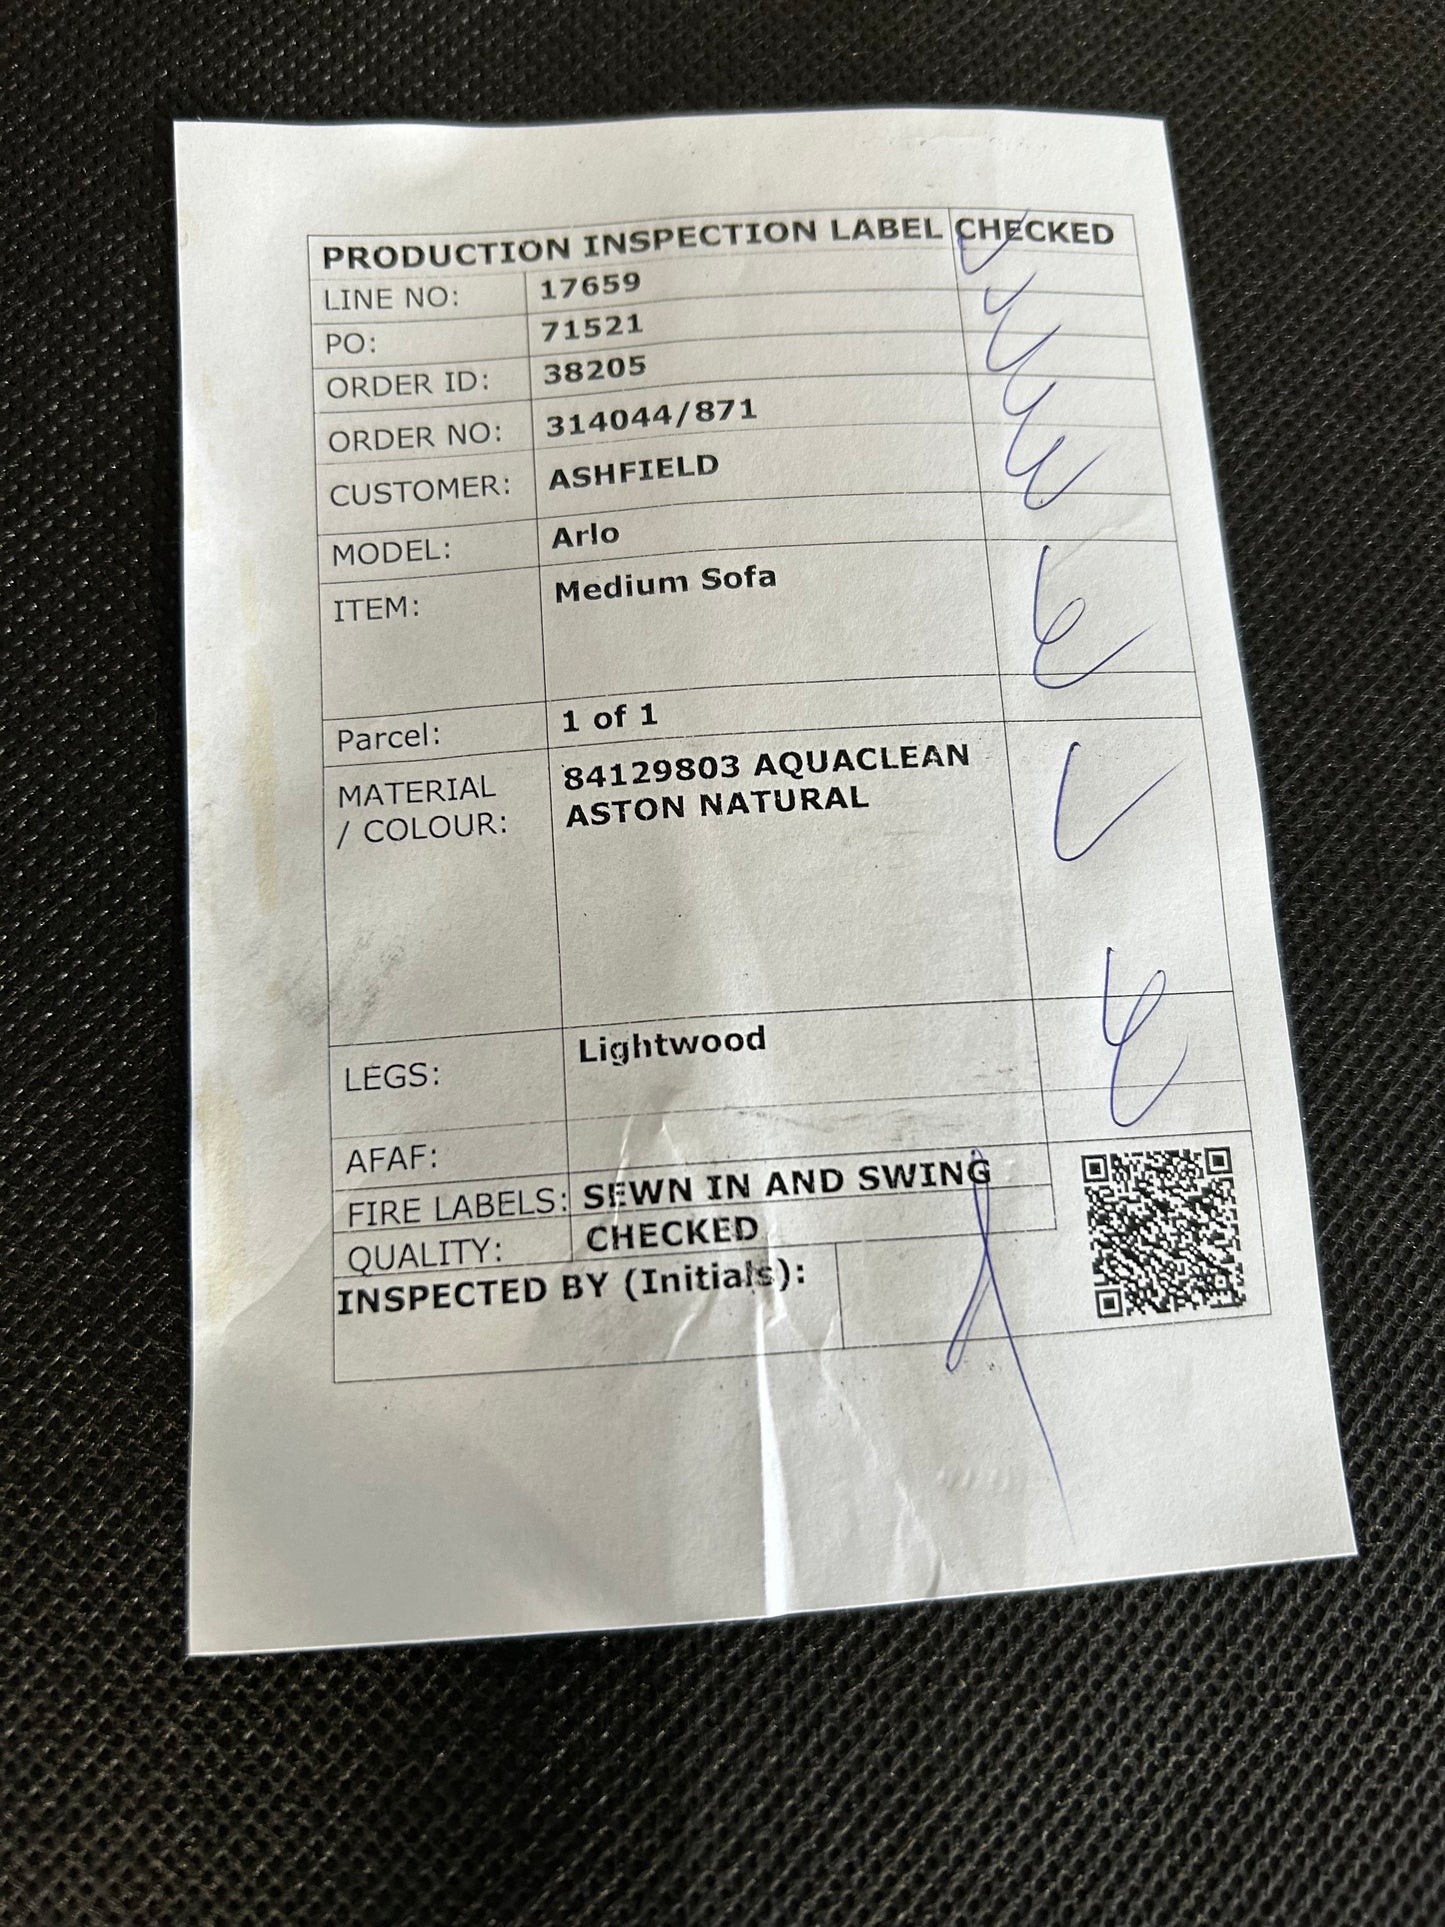 PRODUCTION INSPECTION LABEL CHECKED
LINE NO: 17659
PO: 71521
ORDER ID: 38205
ORDER NO: 314044/871
CUSTOMER: ASHFIELD
MODEL: Arlo
ITEM: Medium Sofa
Parcel: 1 of 1
MATERIAL 84129803 AQUACLEAN
/ COLOUR: ASTON NATURAL
LEGS: Lightwood
AFAF:
FIRE LABELS: SEWN IN AND SWING
QUALITY: CHECKED
INSPECTED BY (Initials):